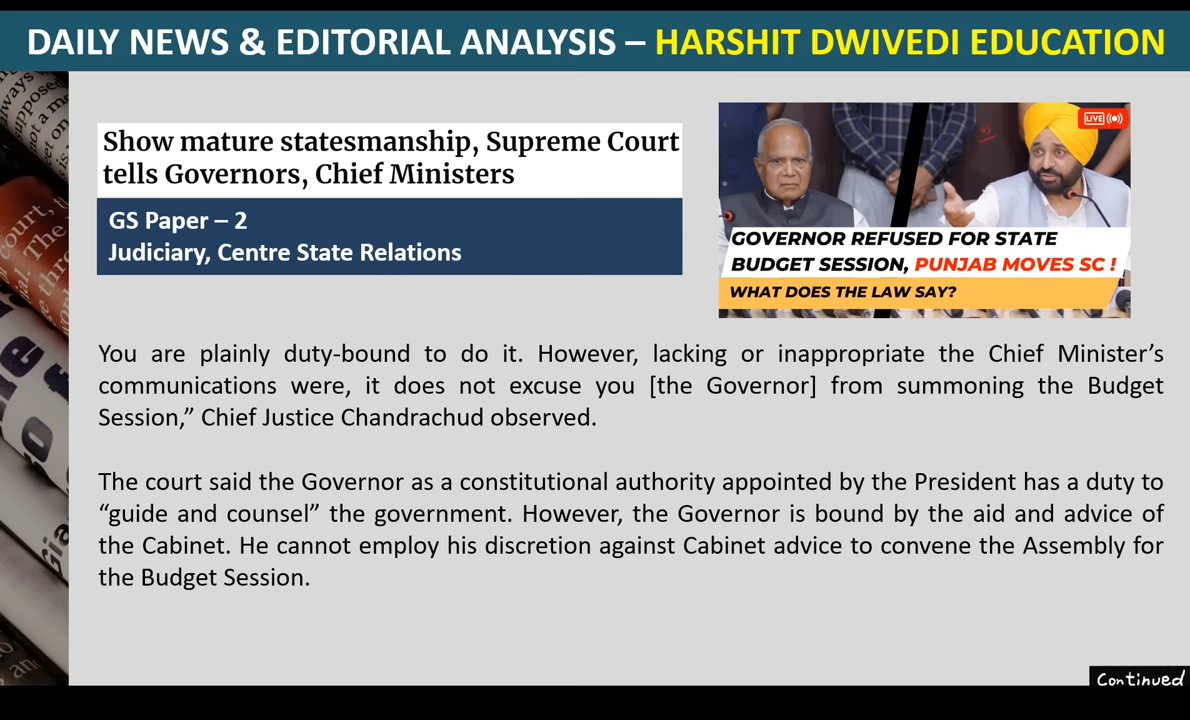 DAILY NEWS & EDITORIAL ANALYSIS – HARSHIT DWIVEDI EDUCATION
Show mature statesmanship, Supreme Court
tells Governors, Chief Ministers
GS Paper – 2
Judiciary, Centre State Relations
LIVE
GOVERNOR REFUSED FOR STATE
BUDGET SESSION, PUNJAB MOVES SC !
WHAT DOES THE LAW SAY?
You are plainly duty-bound to do it. However, lacking or inappropriate the Chief Minister’s
communications were, it does not excuse you [the Governor] from summoning the Budget
Session,” Chief Justice Chandrachud observed.
The court said the Governor as a constitutional authority appointed by the President has a duty to
“guide and counsel” the government. However, the Governor is bound by the aid and advice of
the Cabinet. He cannot employ his discretion against Cabinet advice to convene the Assembly for
the Budget Session.
Continued